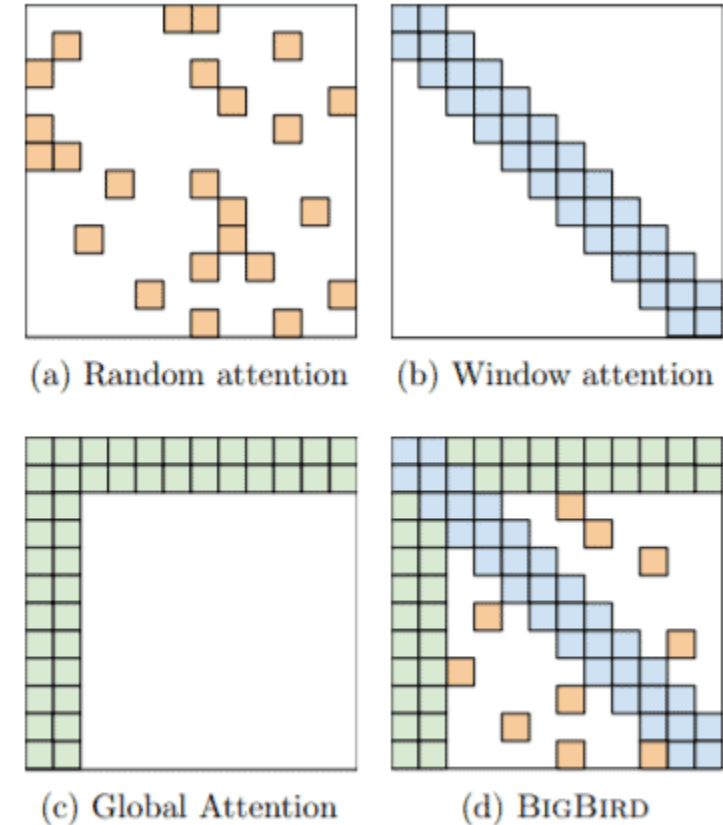 (a) Random attention
(b) Window attention
(c) Global Attention
(d) BIGBIRD